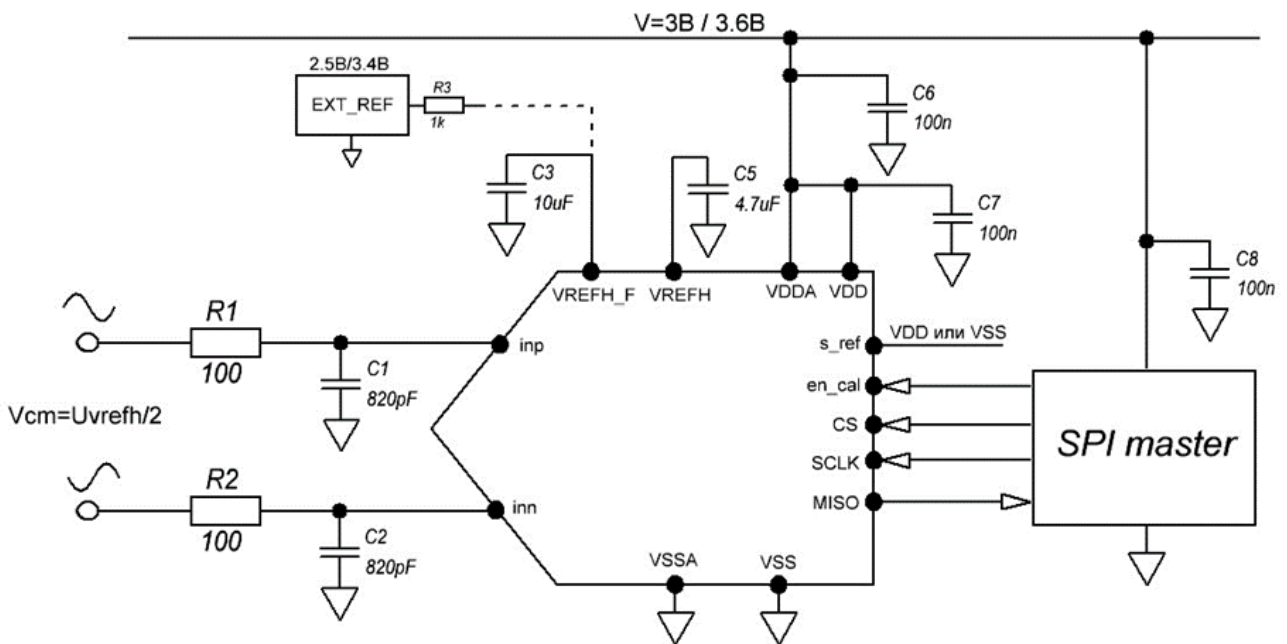 V=3В / 3.6В
2.5В/3.4В
EXT_REF
R3
1k
C6
100n
C3
10uF
C5
4.7uF
C7
100n
C8
100n
VREFH_F
VREFH
VDDA
VDD
R1
100
inp
C1
820pF
s_ref
VDD или VSS
en_cal
CS
SCLK
MISO
SPI master
Vcm=Uvrefh/2
R2
100
inn
C2
820pF
VSSA
VSS